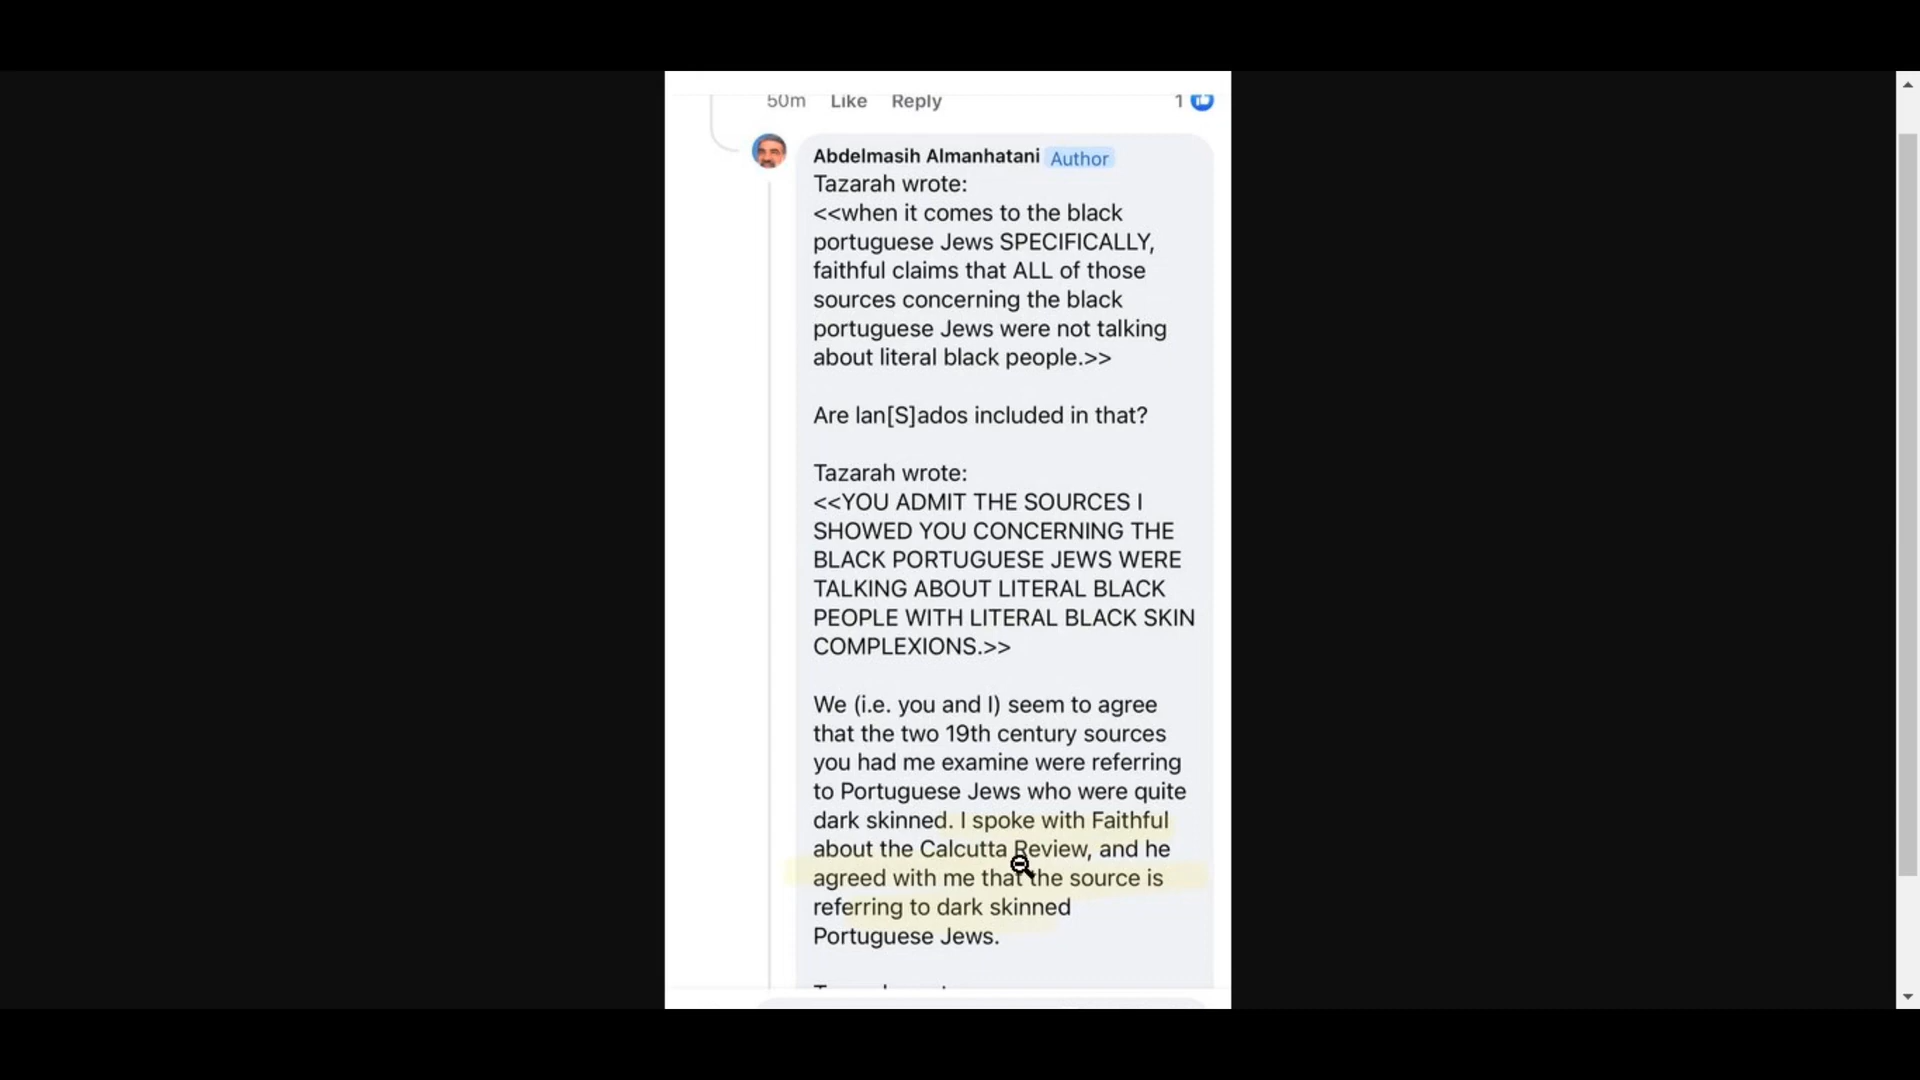 50m Like Reply 1
Abdelmasih Almanhatani Author
Tazarah wrote:
<<when it comes to the black
portuguese Jews SPECIFICALLY,
faithful claims that ALL of those
sources concerning the black
portuguese Jews were not talking
about literal black people.>>
Are lan[S]ados included in that?
Tazarah wrote:
<<YOU ADMIT THE SOURCES I
SHOWED YOU CONCERNING THE
BLACK PORTUGUESE JEWS WERE
TALKING ABOUT LITERAL BLACK
PEOPLE WITH LITERAL BLACK SKIN
COMPLEXIONS.>>
We (i.e. you and I) seem to agree
that the two 19th century sources
you had me examine were referring
to Portuguese Jews who were quite
dark skinned. I spoke with Faithful
about the Calcutta Review, and he
agreed with me that the source is
referring to dark skinned
Portuguese Jews.